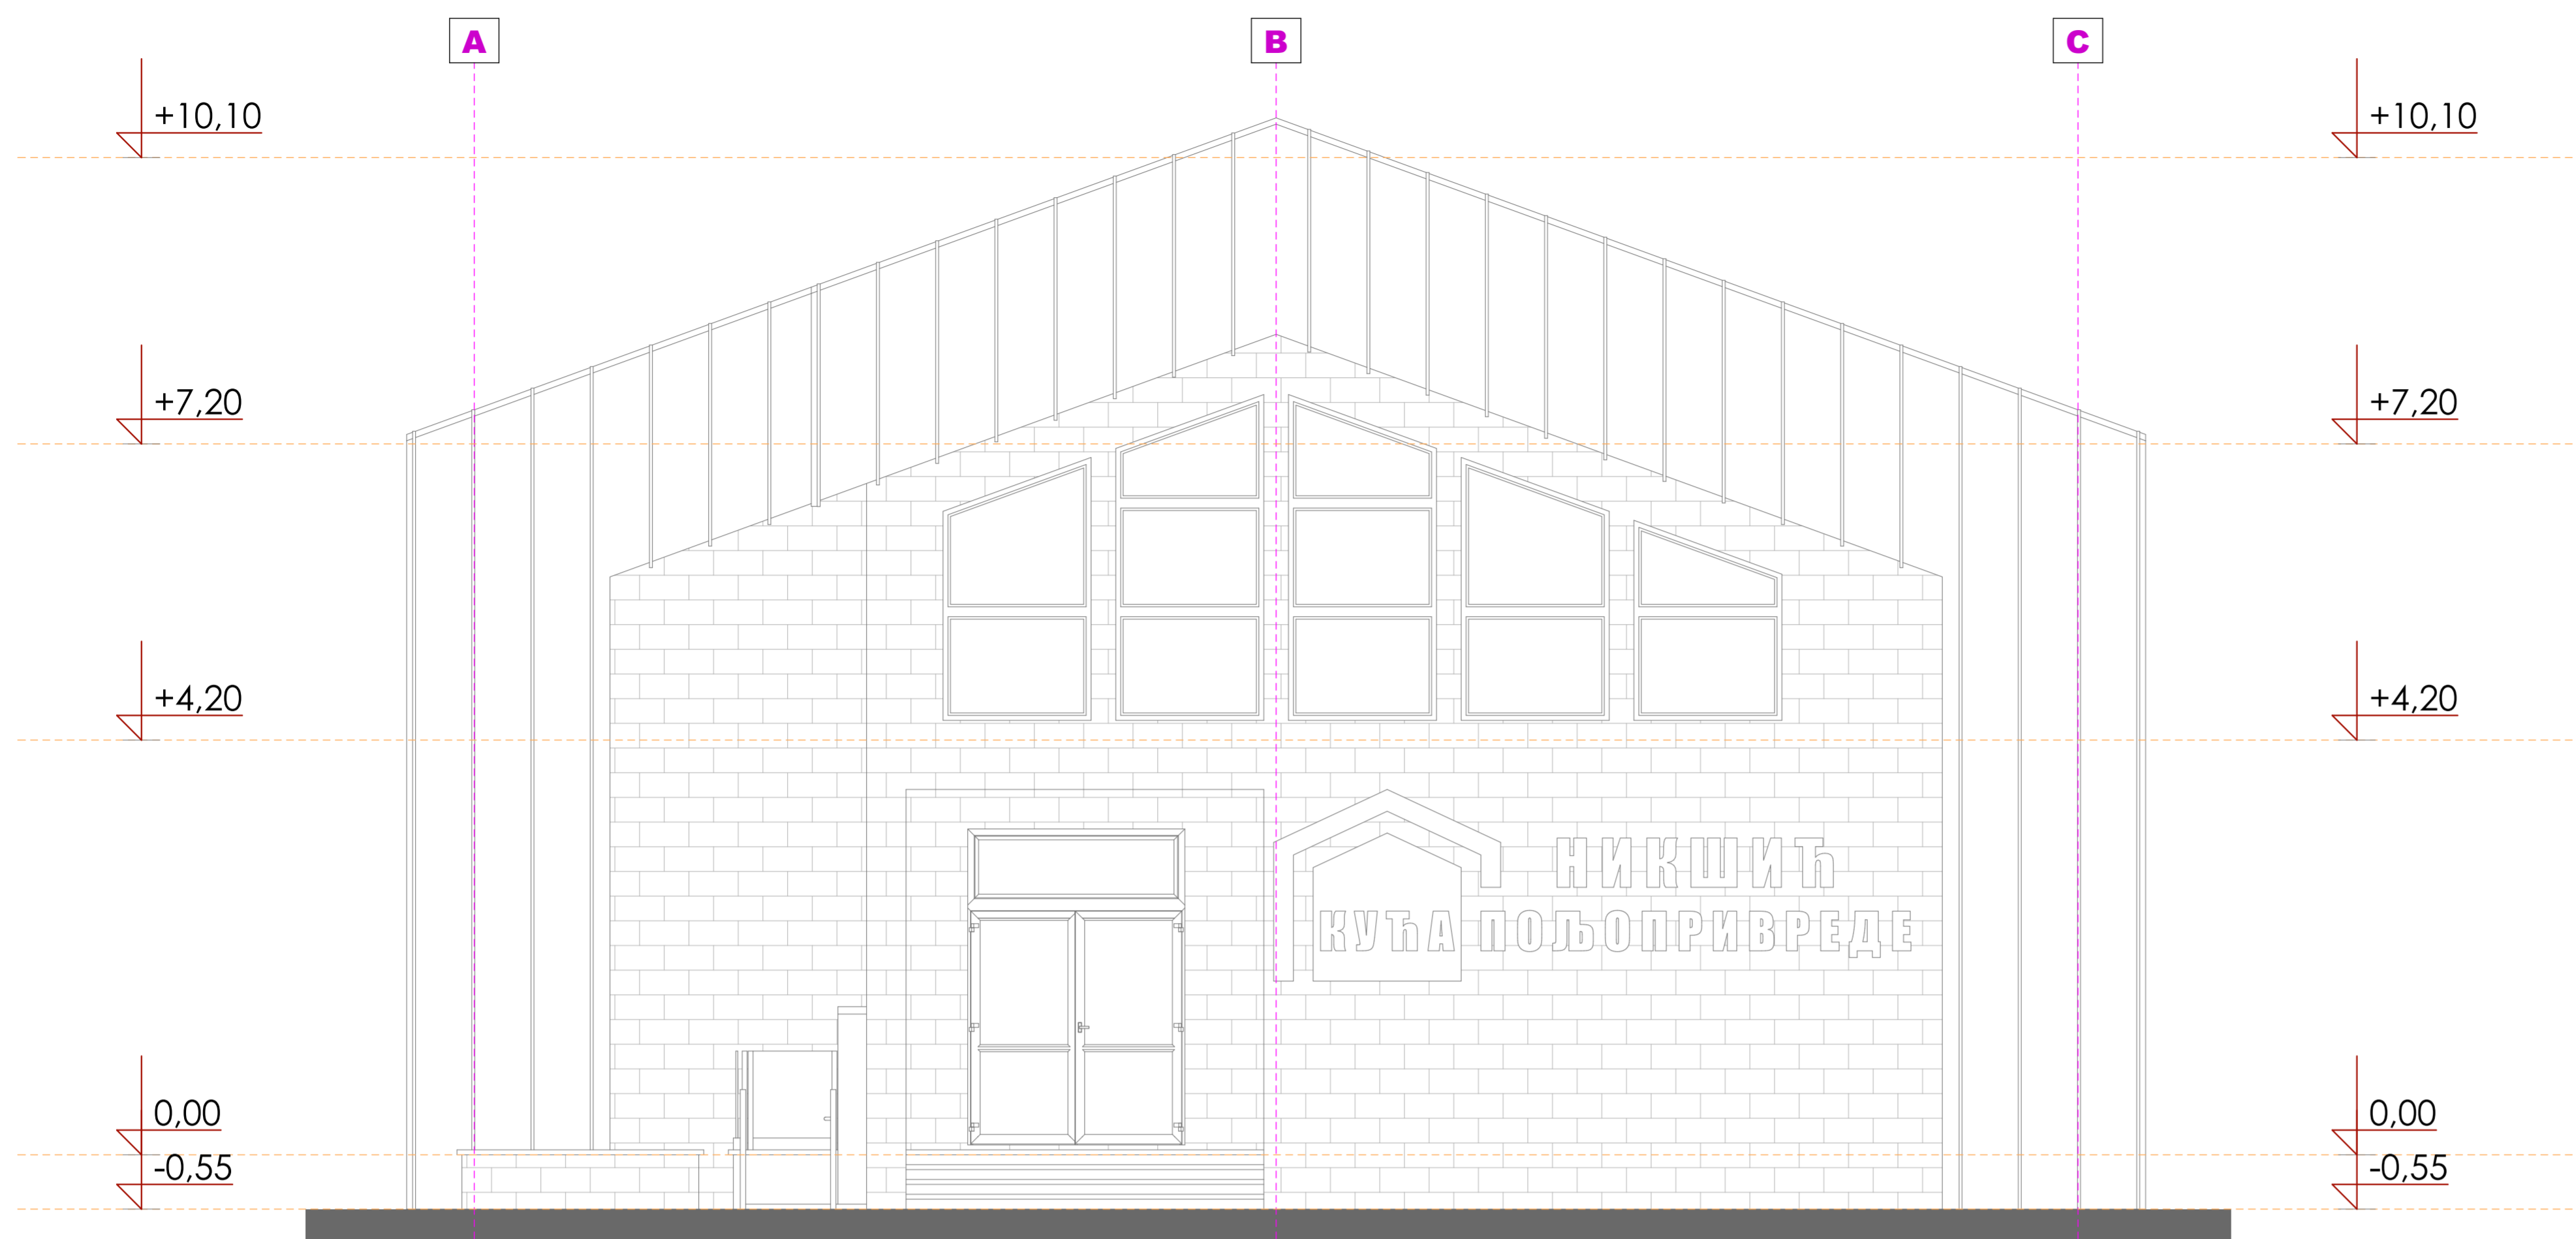 A B C
+10,10 +10,10
+7,20 +7,20
+4,20 +4,20
НИКШИЋ
КУЋА ПОЉОПРИВРЕДЕ
0,00 0,00
-0,55 -0,55